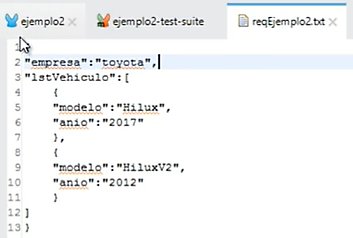 ejemplo2
ejemplo2-test-suite
reqEjemplo2.txt
1
2 "empresa":"toyota",
3 "lstVehiculo":[
4 {
5 "modelo":"Hilux",
6 "anio":"2017"
7 },
8 {
9 "modelo":"HiluxV2",
10 "anio":"2012"
11 }
12 ]
13 }